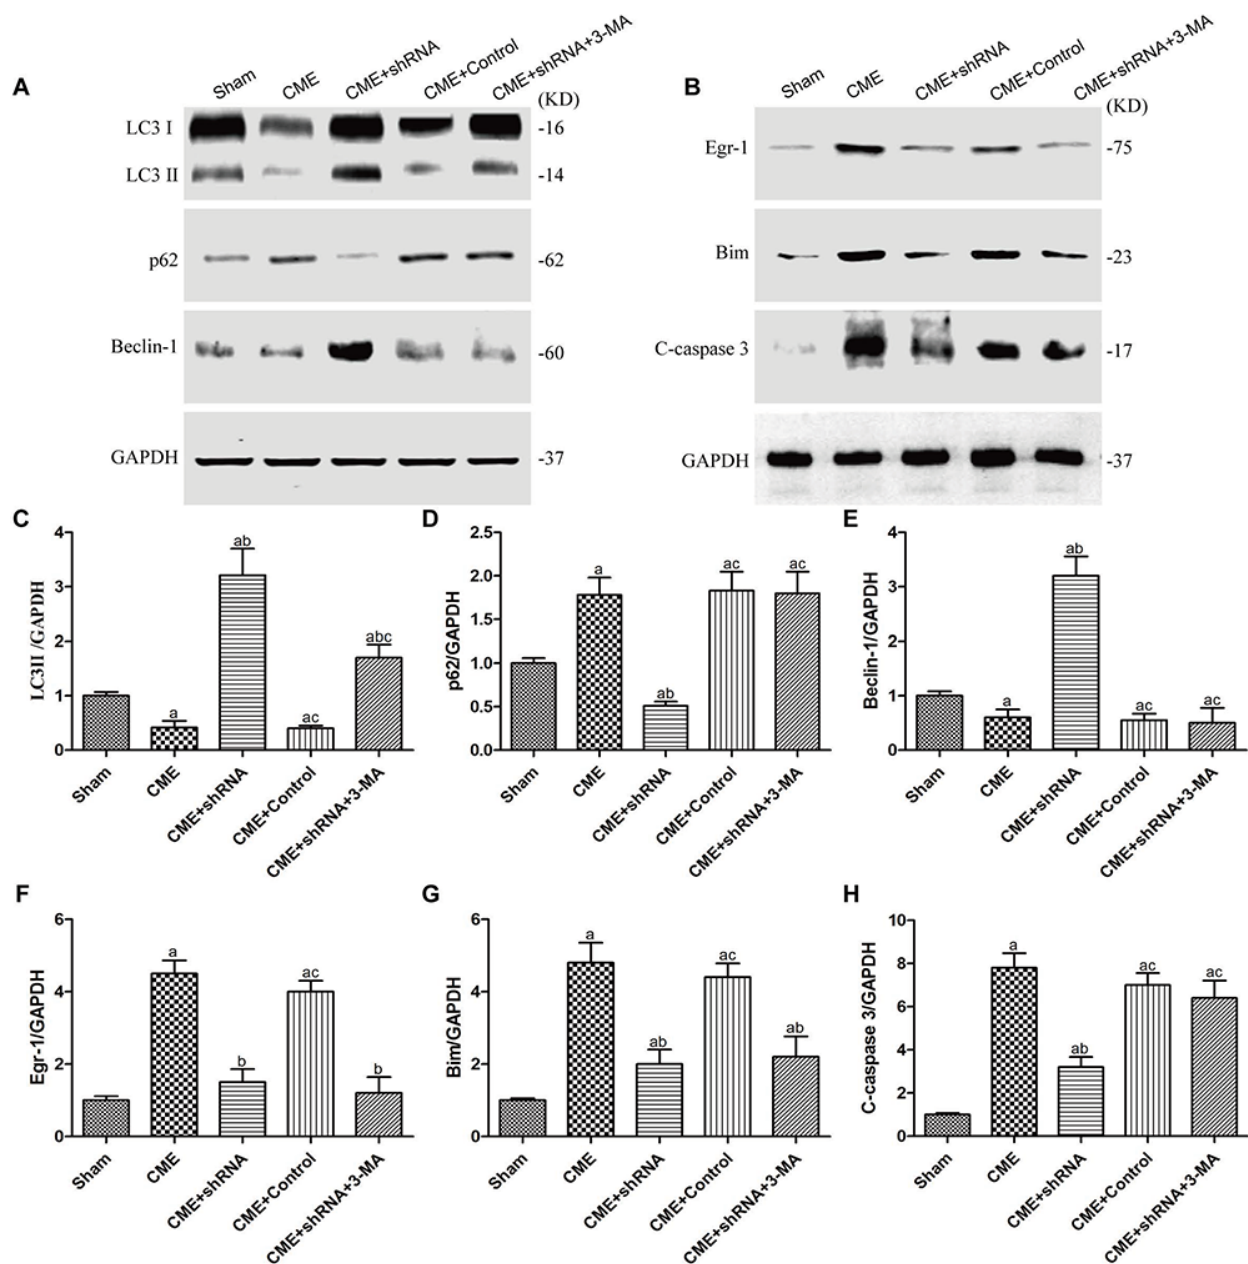 A
Sham CME CME+shRNA CME+Control CME+shRNA+3-MA
(KD)
LC3 I -16
LC3 II -14
p62 -62
Beclin-1 -60
GAPDH -37
B
Sham CME CME+shRNA CME+Control CME+shRNA+3-MA
(KD)
Egr-1 -75
Bim -23
C-caspase 3 -17
GAPDH -37
C
LC3II /GAPDH
4
3
2
1
0
a
ab
ac
abc
Sham CME CME+shRNA CME+Control CME+shRNA+3-MA
D
p62/GAPDH
2.5
2.0
1.5
1.0
0.5
0.0
a
ab
ac
ac
Sham CME CME+shRNA CME+Control CME+shRNA+3-MA
E
Beclin-1/GAPDH
4
3
2
1
0
a
ab
ac
ac
Sham CME CME+shRNA CME+Control CME+shRNA+3-MA
F
Egr-1/GAPDH
6
4
2
0
a
b
ac
b
Sham CME CME+shRNA CME+Control CME+shRNA+3-MA
G
Bim/GAPDH
6
4
2
0
a
ab
ac
ab
Sham CME CME+shRNA CME+Control CME+shRNA+3-MA
H
C-caspase 3/GAPDH
10
8
6
4
2
0
a
ab
ac
ac
Sham CME CME+shRNA CME+Control CME+shRNA+3-MA